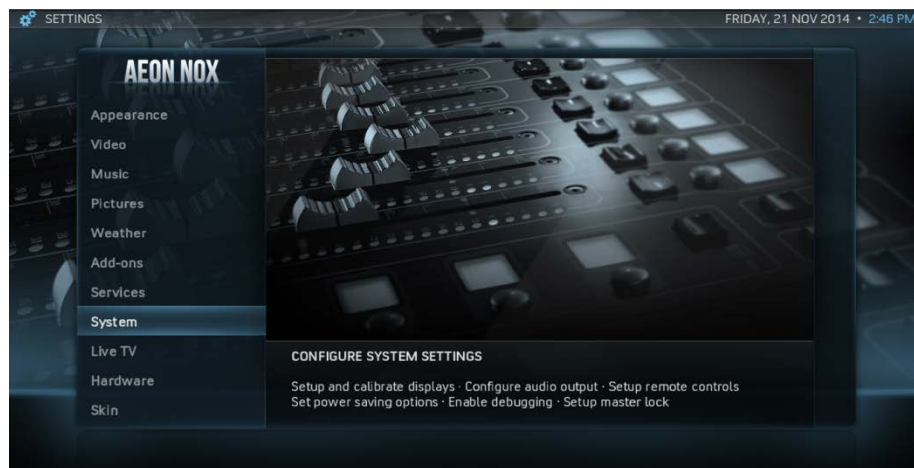 SETTINGS
FRIDAY, 21 NOV 2014 • 2:46 PM
AEON NOX
Appearance
Video
Music
Pictures
Weather
Add-ons
Services
System
Live TV
Hardware
Skin
CONFIGURE SYSTEM SETTINGS
Setup and calibrate displays · Configure audio output · Setup remote controls
Set power saving options · Enable debugging · Setup master lock